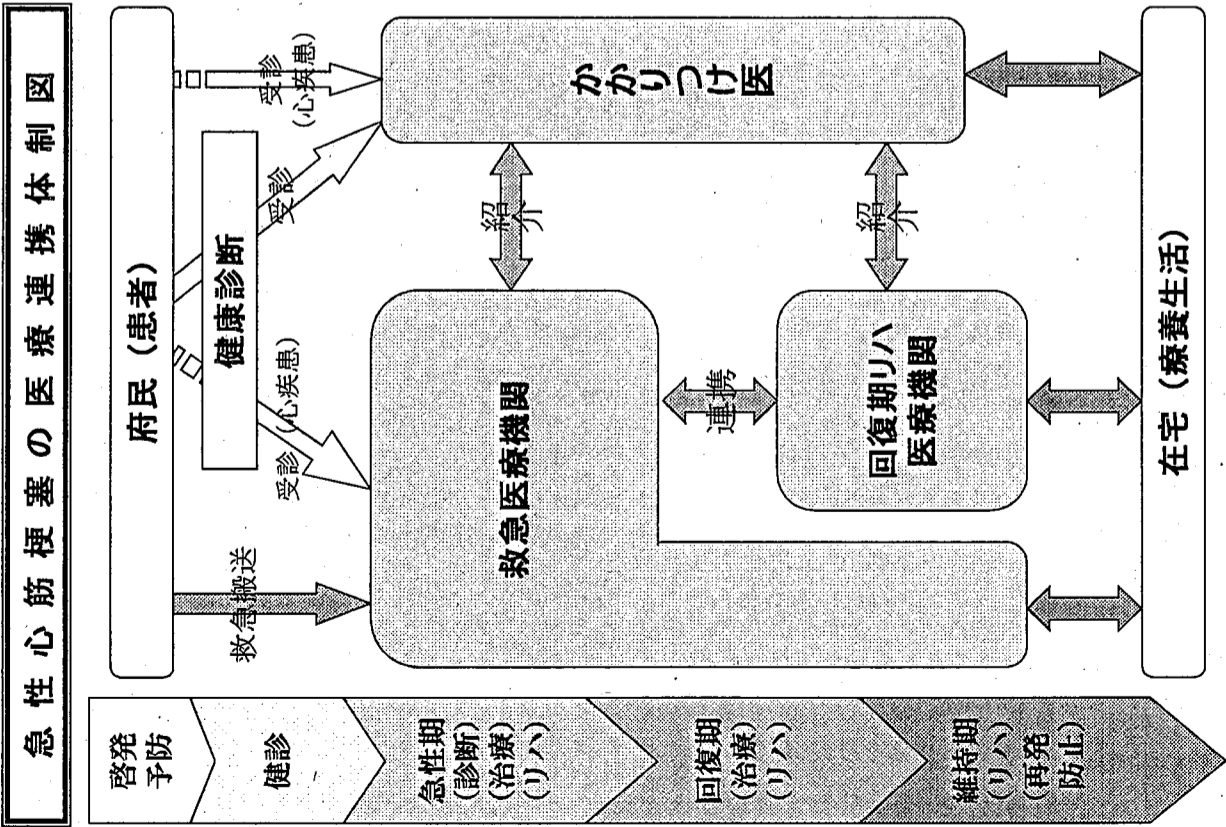 急性心筋梗塞の医療連携体制図
府民(患者)
健康診断
救急搬送
受診
(心疾患)
受診
受診
(心疾患)
救急医療機関
かかりつけ医
紹介
紹介
連携
回復期リハ
医療機関
在宅(療養生活)
啓発
予防
健診
急性期
(診断)
(治療)
(リハ)
回復期
(治療)
(リハ)
維持期
(リハ)
(再発
防止)